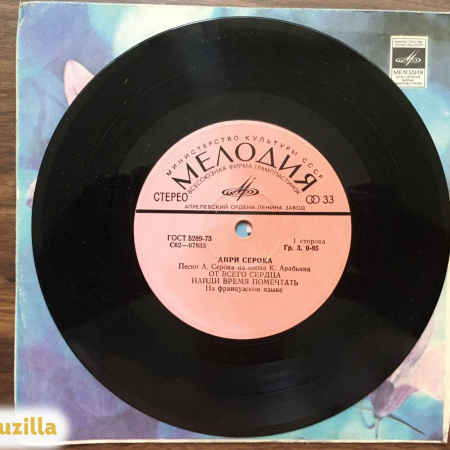 МИНИСТЕРСТВО КУЛЬТУРЫ СССР
МЕЛОДИЯ
ВСЕСОЮЗНАЯ ФИРМА ГРАМПЛАСТИНОК
СТЕРЕО
33
АПРЕЛЕВСКИЙ ОРДЕНА ЛЕНИНА ЗАВОД
ГОСТ 5289-73
С62—07833
1 сторона
Гр. 3. 0-85
АНРИ СЕРОКА
Песни А. Серока на слова К. Арабьяна
ОТ ВСЕГО СЕРДЦА
НАЙДИ ВРЕМЯ ПОМЕЧТАТЬ
На французском языке
МЕЛОДИЯ
uzilla